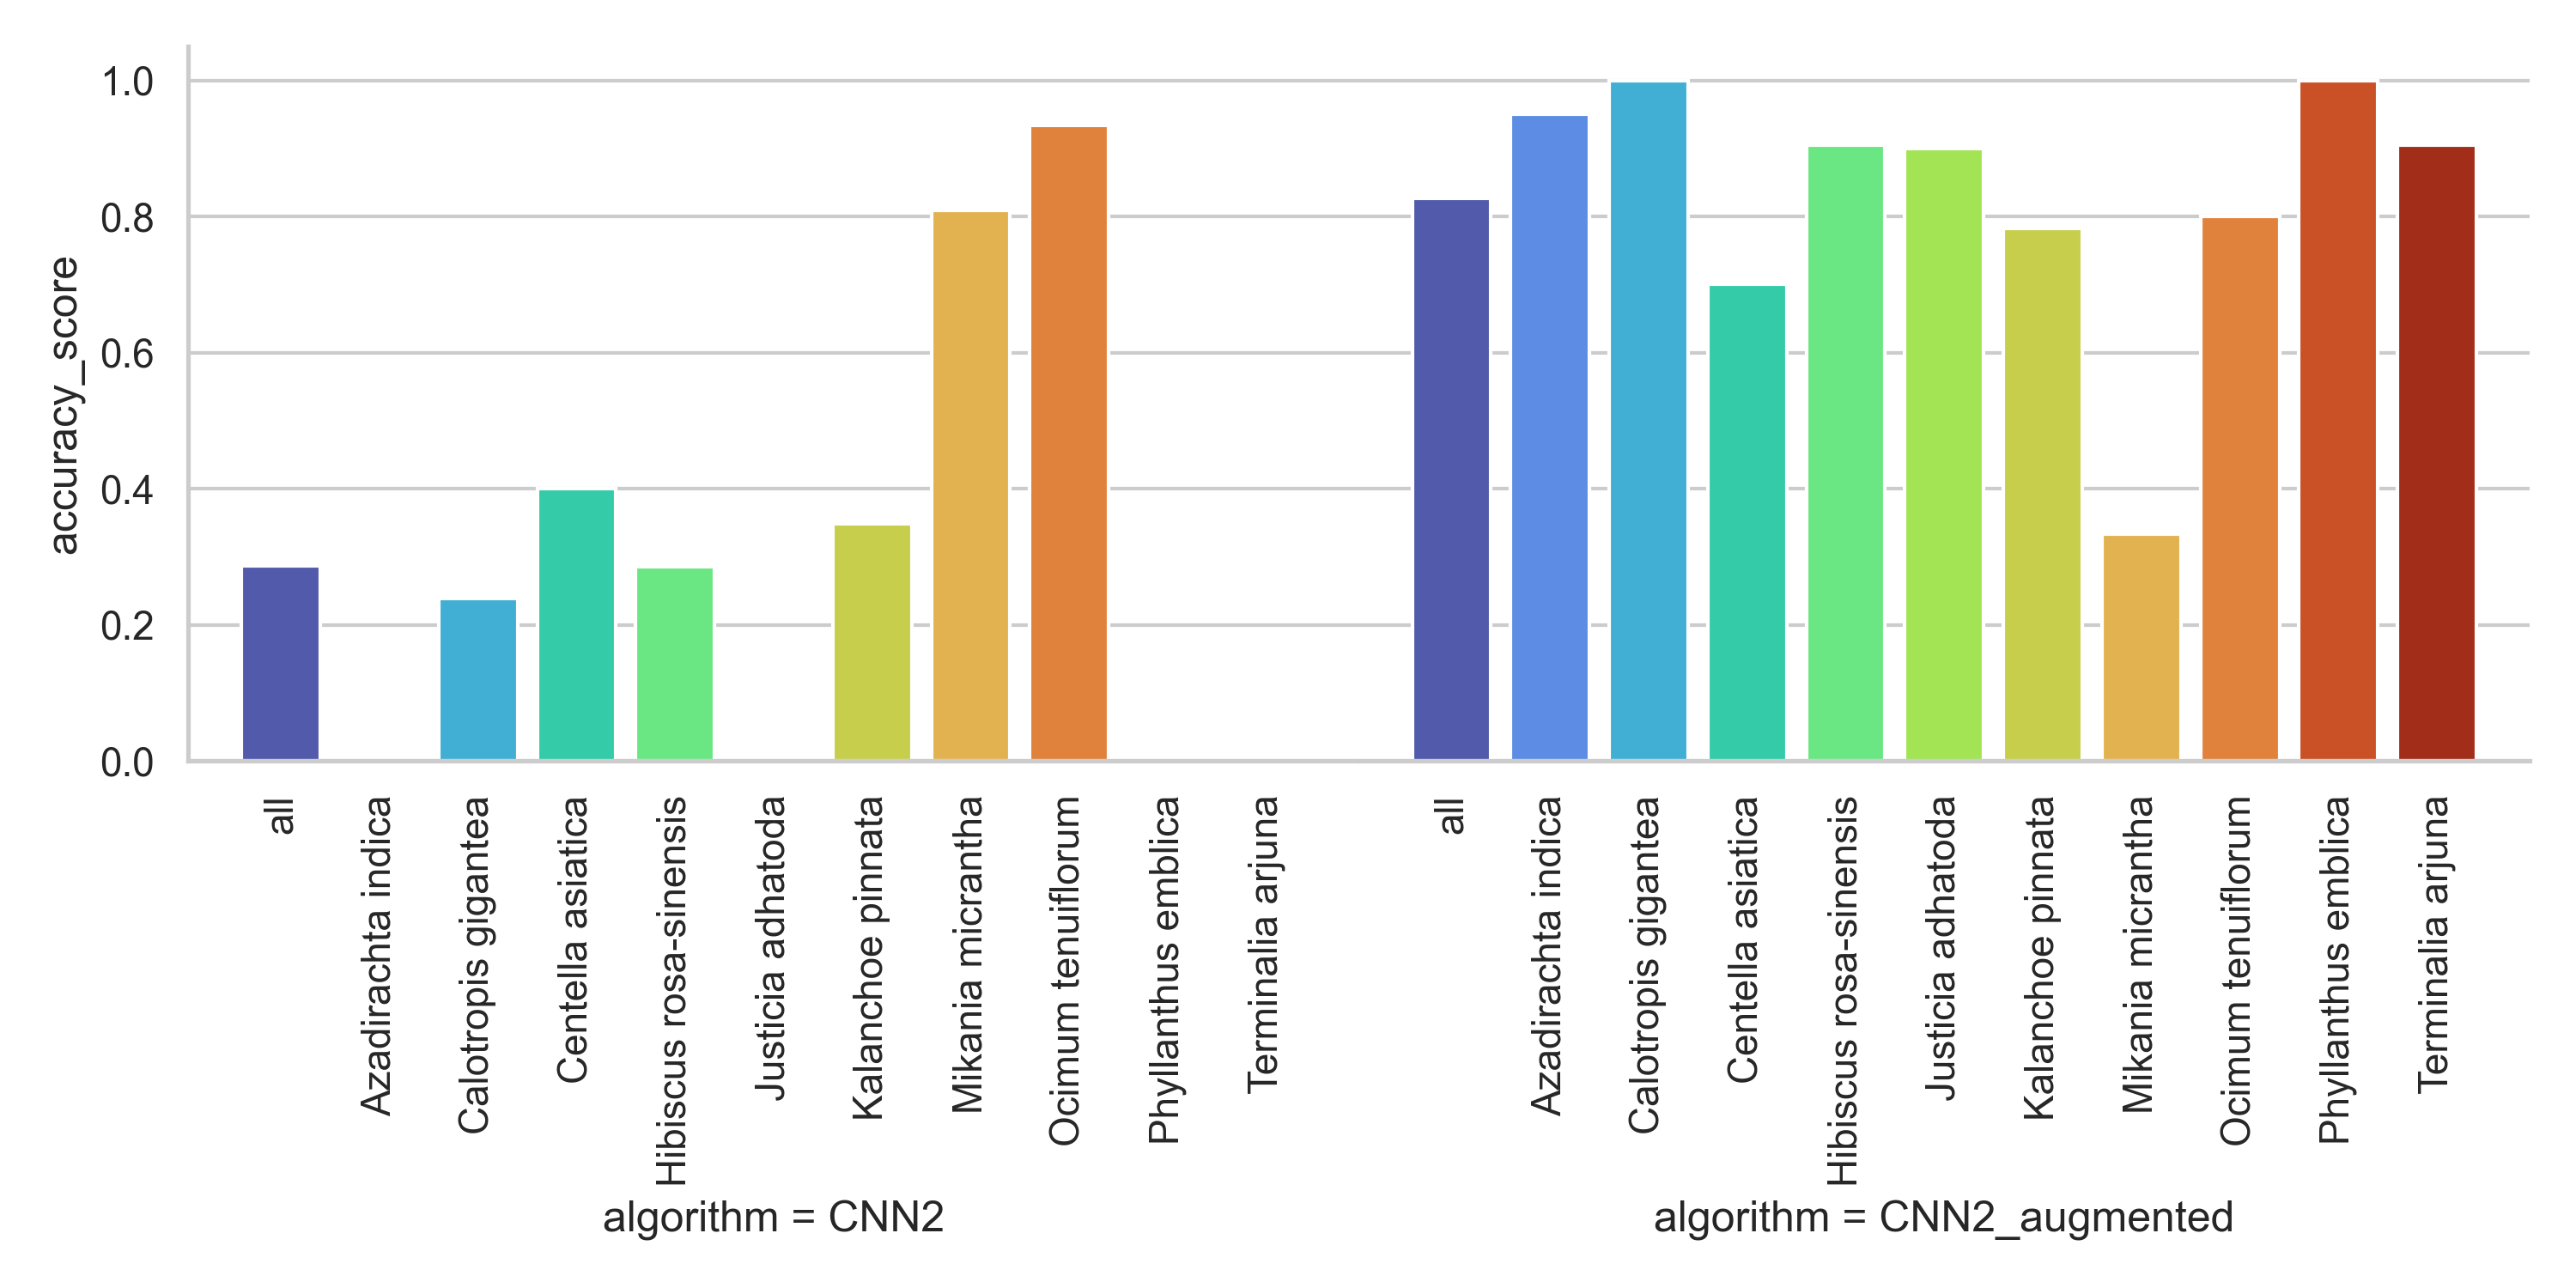 accuracy_score
1.0
0.8
0.6
0.4
0.2
0.0
all
Azadirachta indica
Calotropis gigantea
Centella asiatica
Hibiscus rosa-sinensis
Justicia adhatoda
Kalanchoe pinnata
Mikania micrantha
Ocimum tenuiflorum
Phyllanthus emblica
Terminalia arjuna
algorithm = CNN2
all
Azadirachta indica
Calotropis gigantea
Centella asiatica
Hibiscus rosa-sinensis
Justicia adhatoda
Kalanchoe pinnata
Mikania micrantha
Ocimum tenuiflorum
Phyllanthus emblica
Terminalia arjuna
algorithm = CNN2_augmented